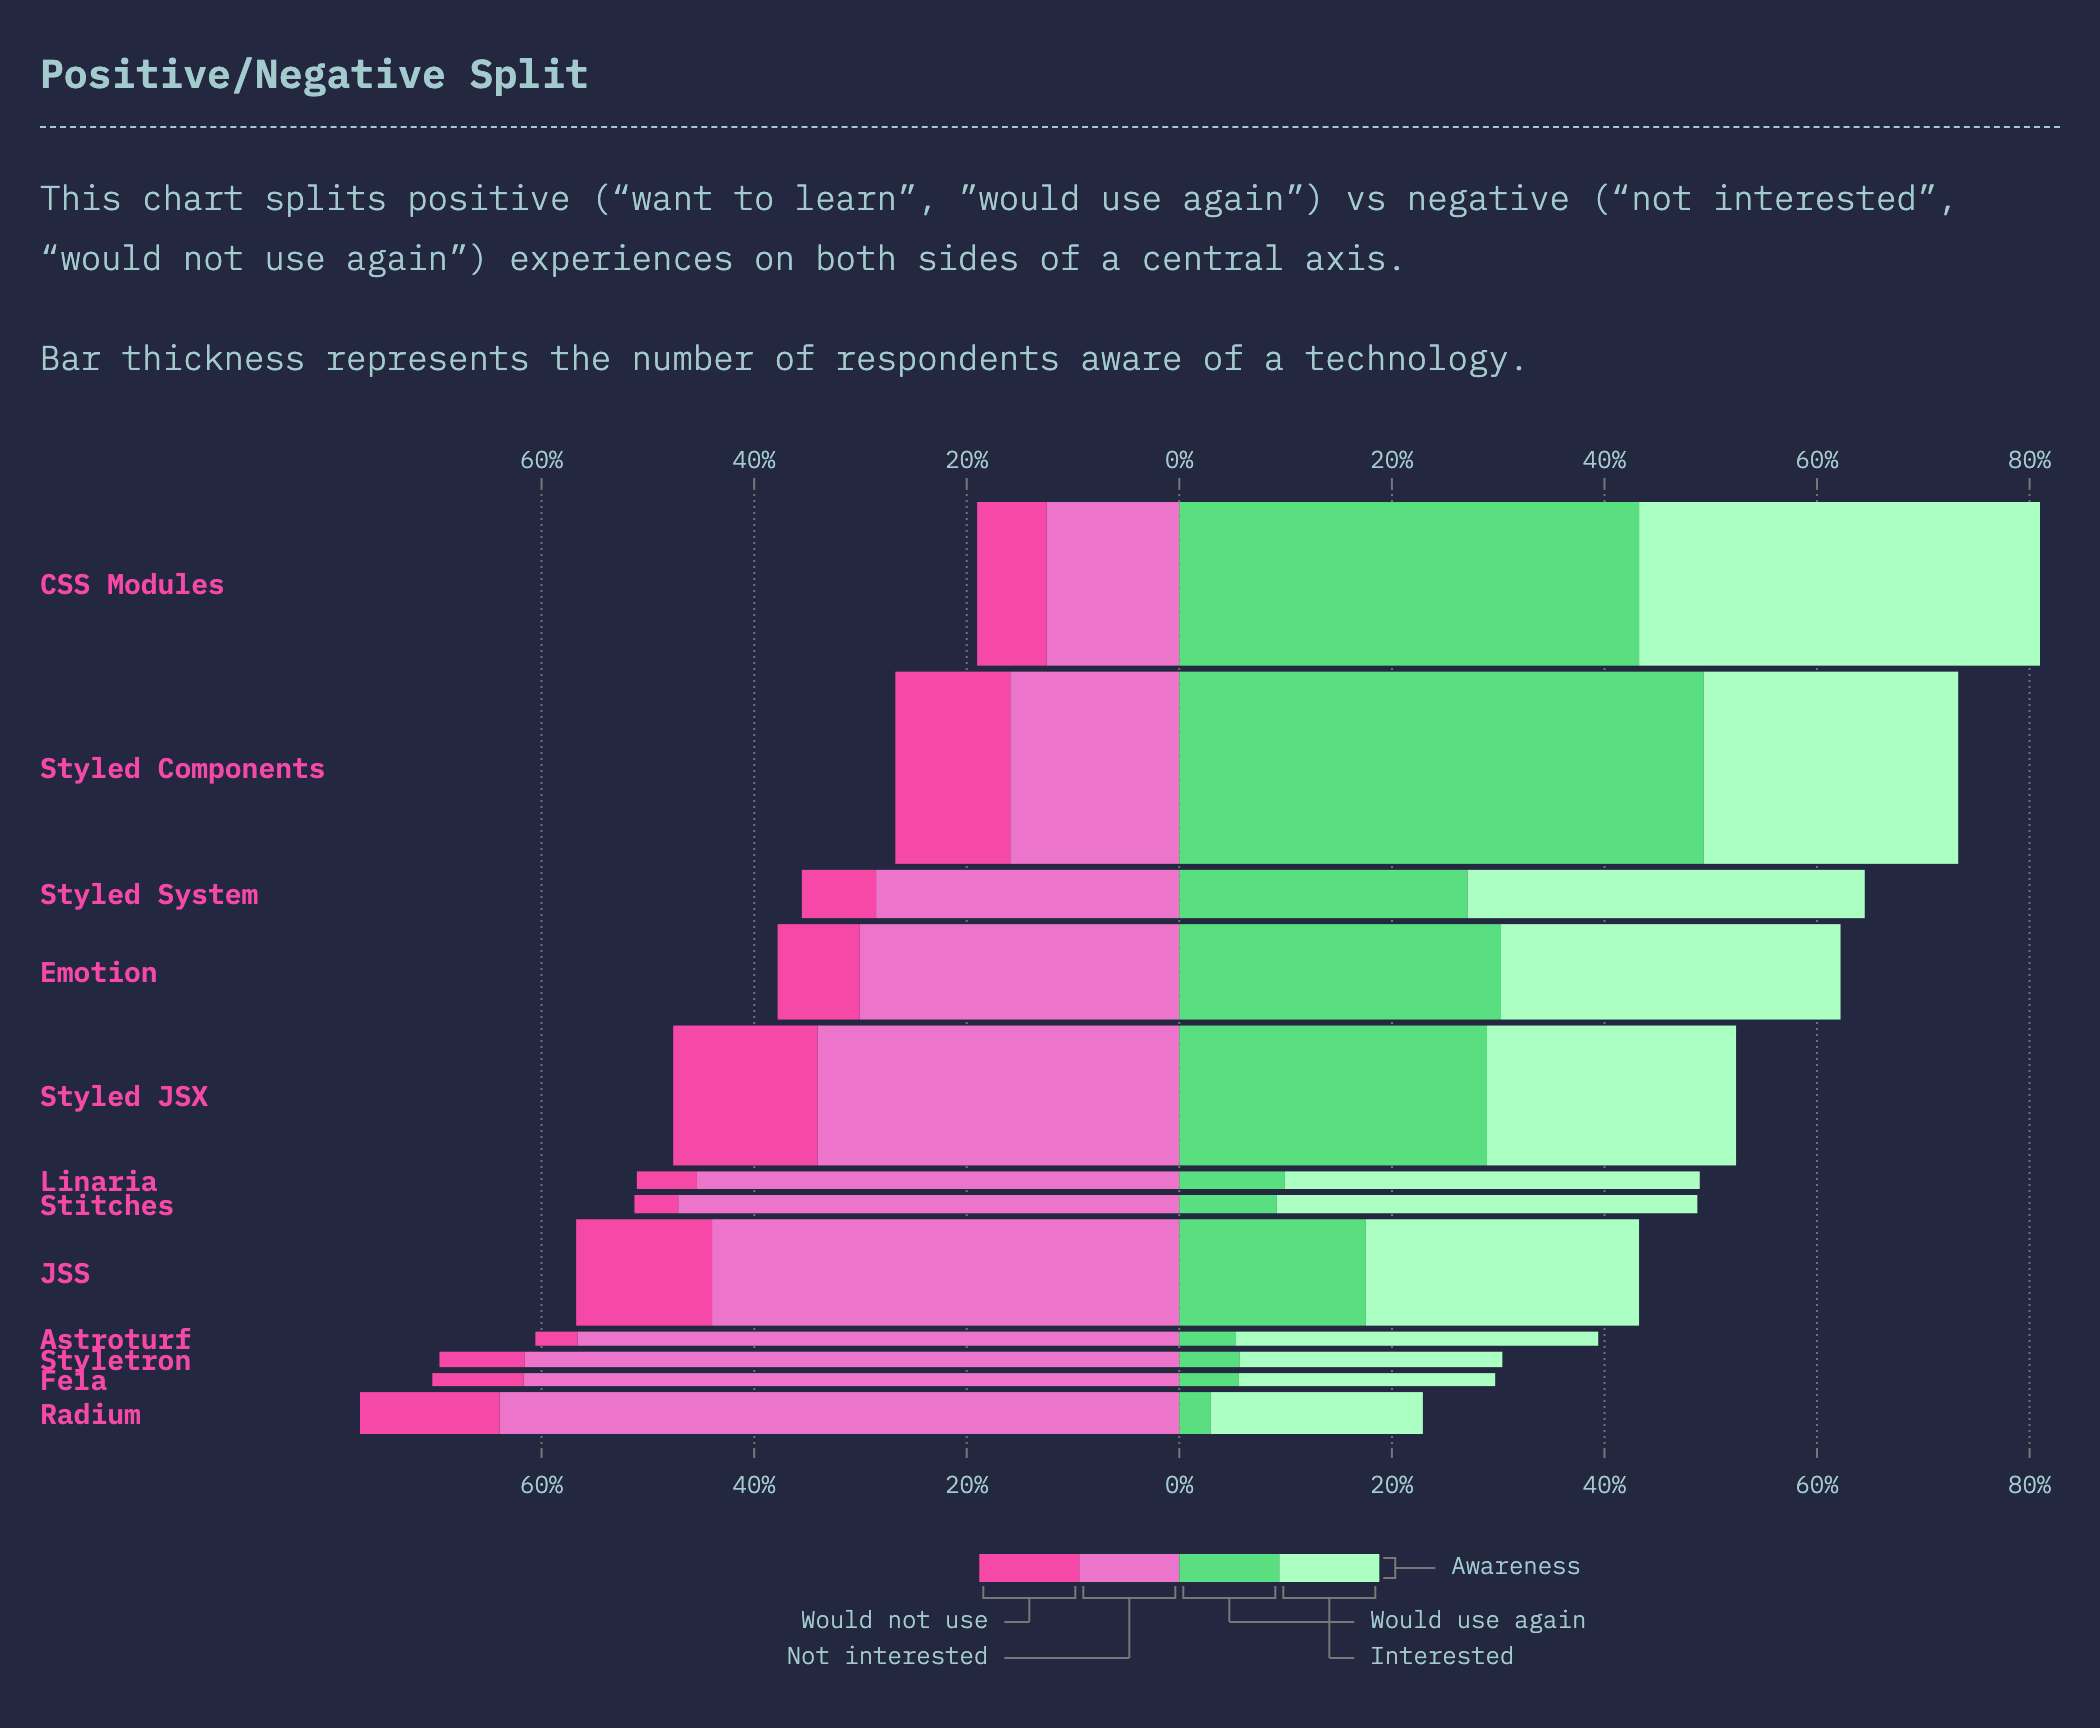 Positive/Negative Split
This chart splits positive (“want to learn”, ”would use again”) vs negative (“not interested”,
“would not use again”) experiences on both sides of a central axis.
Bar thickness represents the number of respondents aware of a technology.
60% 40% 20% 0% 20% 40% 60% 80%
CSS Modules
Styled Components
Styled System
Emotion
Styled JSX
Linaria
Stitches
JSS
Astroturf
Styletron
Fela
Radium
60% 40% 20% 0% 20% 40% 60% 80%
Awareness
Would not use Would use again
Not interested Interested